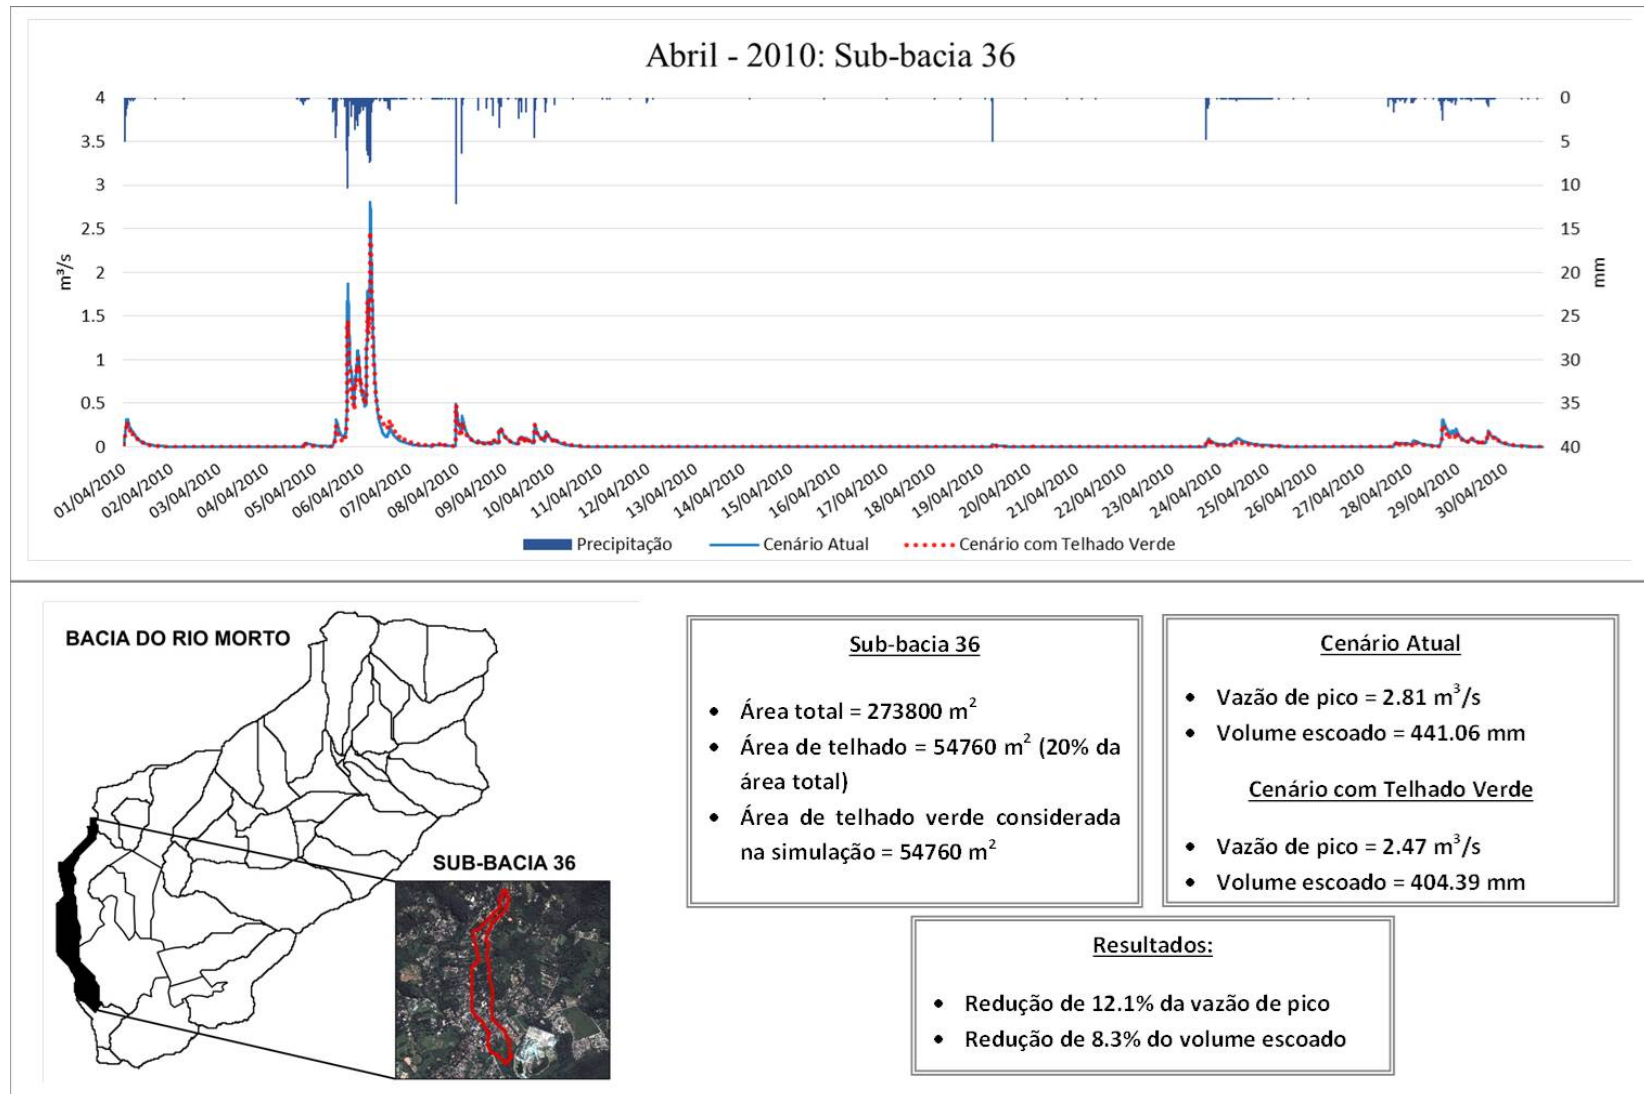 Abril - 2010: Sub-bacia 36
4
3.5
3
2.5
2
1.5
1
0.5
0
m³/s
0
5
10
15
20
25
30
35
40
mm
01/04/2010
02/04/2010
03/04/2010
04/04/2010
05/04/2010
06/04/2010
07/04/2010
08/04/2010
09/04/2010
10/04/2010
11/04/2010
12/04/2010
13/04/2010
14/04/2010
15/04/2010
16/04/2010
17/04/2010
18/04/2010
19/04/2010
20/04/2010
21/04/2010
22/04/2010
23/04/2010
24/04/2010
25/04/2010
26/04/2010
27/04/2010
28/04/2010
29/04/2010
30/04/2010
Precipitação
Cenário Atual
Cenário com Telhado Verde
BACIA DO RIO MORTO
SUB-BACIA 36
Sub-bacia 36
• Área total = 273800 m²
• Área de telhado = 54760 m² (20% da
área total)
• Área de telhado verde considerada
na simulação = 54760 m²
Cenário Atual
• Vazão de pico = 2.81 m³/s
• Volume escoado = 441.06 mm
Cenário com Telhado Verde
• Vazão de pico = 2.47 m³/s
• Volume escoado = 404.39 mm
Resultados:
• Redução de 12.1% da vazão de pico
• Redução de 8.3% do volume escoado